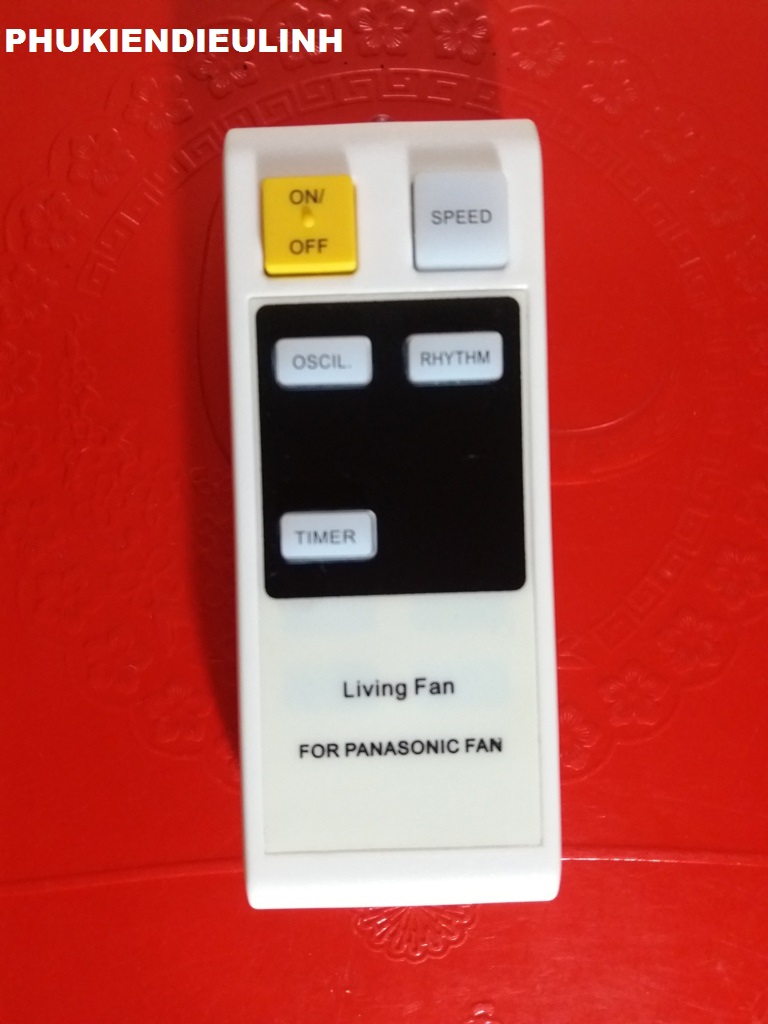 PHUKIENDIEULINH
ON/
OFF
SPEED
OSCIL.
RHYTHM
TIMER
Living Fan
FOR PANASONIC FAN